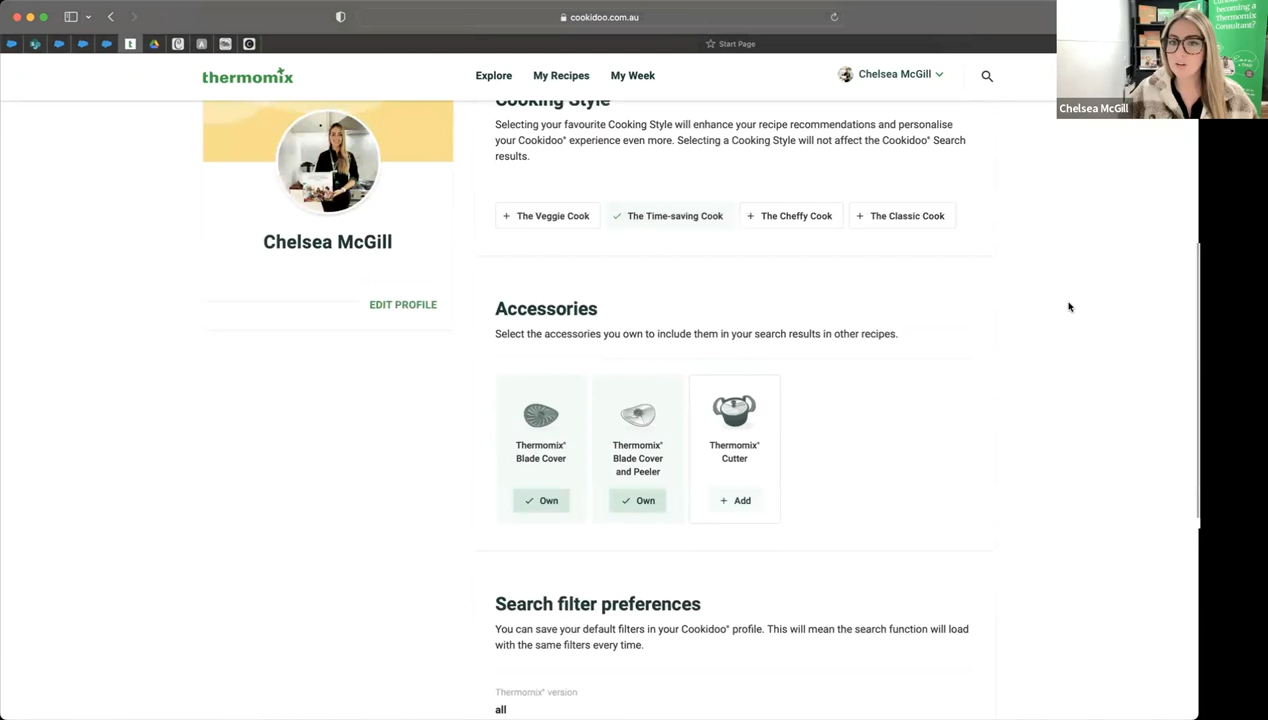 cookidoo.com.au
Start Page
thermomix
Explore
My Recipes
My Week
Chelsea McGill
becoming a
Thermomix
Consultant?
Chelsea McGill
Cooking Style
Selecting your favourite Cooking Style will enhance your recipe recommendations and personalise
your Cookidoo® experience even more. Selecting a Cooking Style will not affect the Cookidoo® Search
results.
+ The Veggie Cook
✓ The Time-saving Cook
+ The Cheffy Cook
+ The Classic Cook
Chelsea McGill
EDIT PROFILE
Accessories
Select the accessories you own to include them in your search results in other recipes.
Thermomix®
Blade Cover
✓ Own
Thermomix®
Blade Cover
and Peeler
✓ Own
Thermomix®
Cutter
+ Add
Search filter preferences
You can save your default filters in your Cookidoo® profile. This will mean the search function will load
with the same filters every time.
Thermomix® version
all